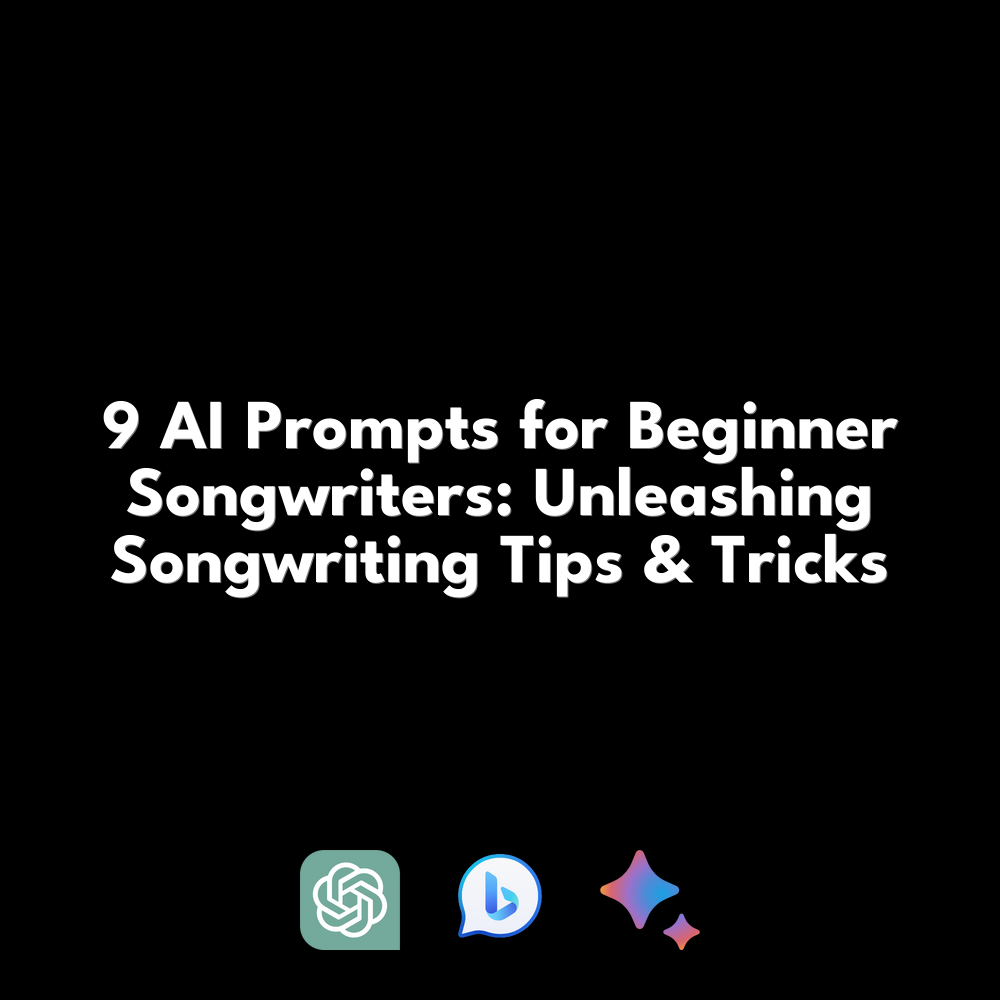 9 AI Prompts for Beginner
Songwriters: Unleashing
Songwriting Tips & Tricks